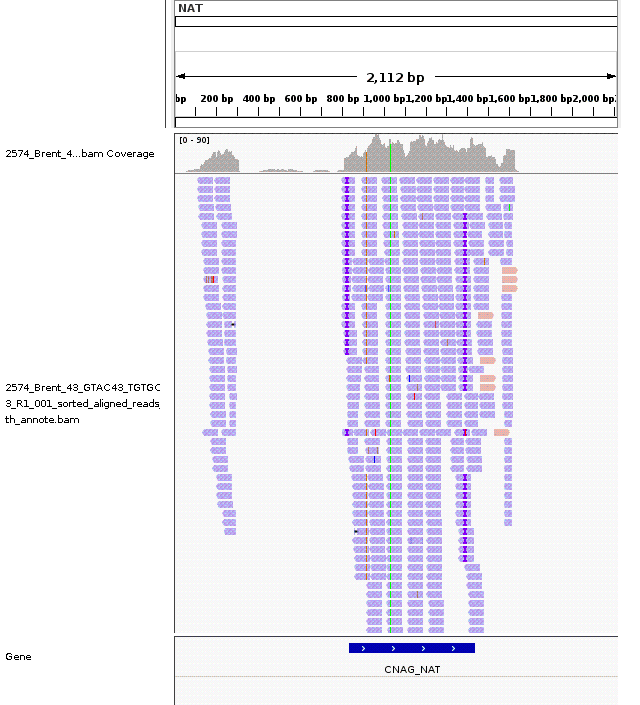 NAT
2,112 bp
bp 200 bp 400 bp 600 bp 800 bp 1,000 bp 1,200 bp 1,400 bp 1,600 bp 1,800 bp 2,000 bp
[0 - 90]
2574_Brent_4...bam Coverage
2574_Brent_43_GTAC43_TGTGC
3_R1_001_sorted_aligned_reads_
th_annote.bam
Gene
CNAG_NAT